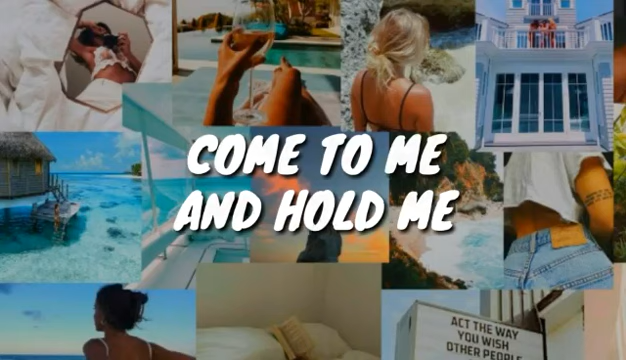 COME TO ME
AND HOLD ME
ACT THE WAY
YOU WISH
OTHER PEOPLE